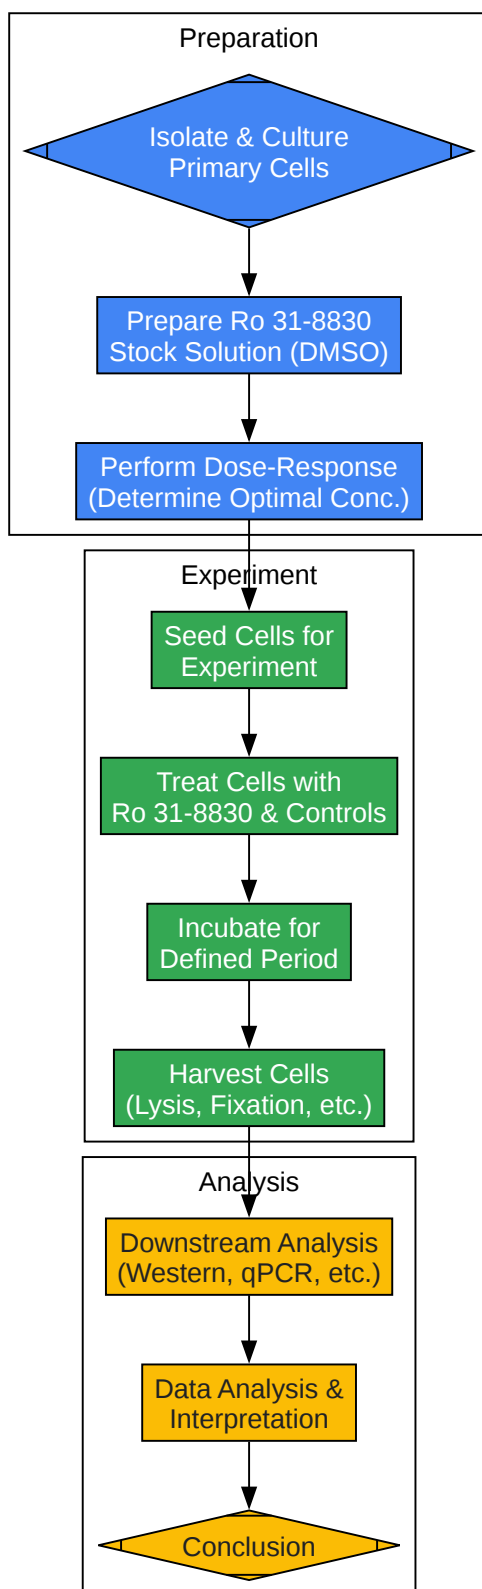 Preparation
Isolate & Culture
Primary Cells
Prepare Ro 31-8830
Stock Solution (DMSO)
Perform Dose-Response
(Determine Optimal Conc.)
Experiment
Seed Cells for
Experiment
Treat Cells with
Ro 31-8830 & Controls
Incubate for
Defined Period
Harvest Cells
(Lysis, Fixation, etc.)
Analysis
Downstream Analysis
(Western, qPCR, etc.)
Data Analysis &
Interpretation
Conclusion